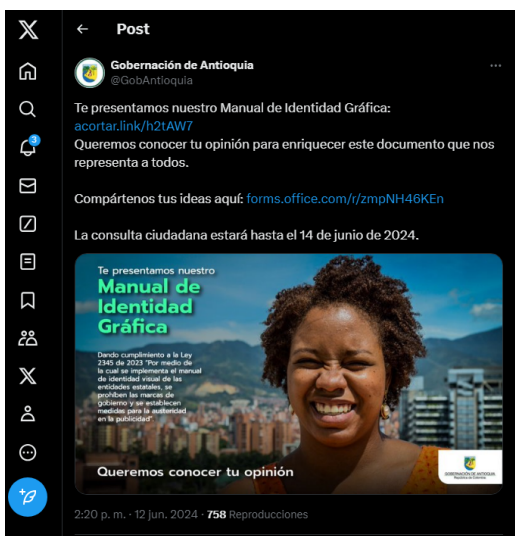 Post
Gobernación de Antioquia
@GobAntioquia
Te presentamos nuestro Manual de Identidad Gráfica:
acortar.link/h2tAW7
Queremos conocer tu opinión para enriquecer este documento que nos
representa a todos.
Compártenos tus ideas aquí: forms.office.com/r/zmpNH46KEn
La consulta ciudadana estará hasta el 14 de junio de 2024.
Te presentamos nuestro
Manual de
Identidad
Gráfica
Dando cumplimiento a la Ley
2345 de 2023 "Por medio de
la cual se implementa el manual
de identidad visual de las
entidades estatales, se
prohíben las marcas de
gobierno y se establecen
medidas para la austeridad
en la publicidad"
Queremos conocer tu opinión
GOBERNACIÓN DE ANTIOQUIA
República de Colombia
2:20 p. m. · 12 jun. 2024 · 758 Reproducciones
3